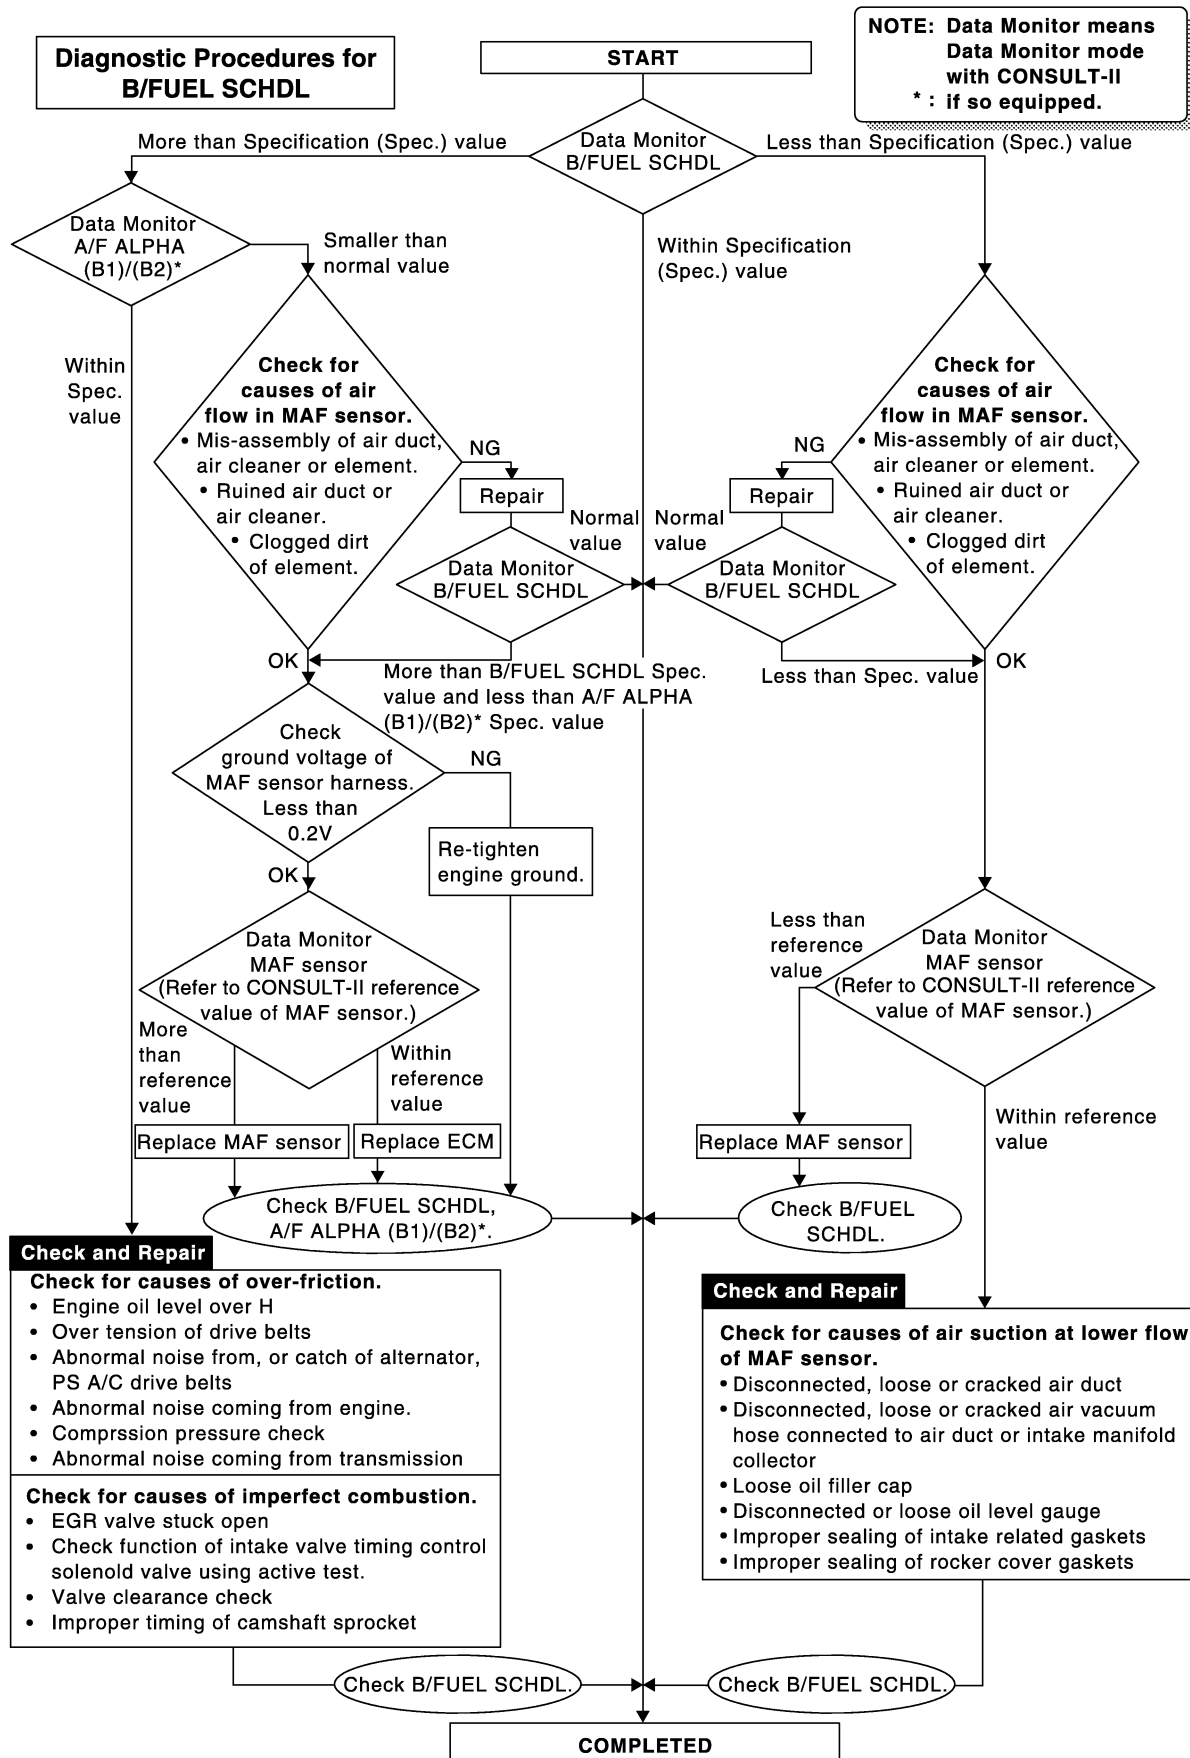 Diagnostic Procedures for
B/FUEL SCHDL
START
NOTE: Data Monitor means
Data Monitor mode
with CONSULT-II
* : if so equipped.
More than Specification (Spec.) value
Data Monitor
B/FUEL SCHDL
Less than Specification (Spec.) value
Data Monitor
A/F ALPHA
(B1)/(B2)*
Smaller than
normal value
Within Specification
(Spec.) value
Within
Spec.
value
Check for
causes of air
flow in MAF sensor.
• Mis-assembly of air duct,
air cleaner or element.
• Ruined air duct or
air cleaner.
• Clogged dirt
of element.
NG
Repair
Normal
value
Data Monitor
B/FUEL SCHDL
NG
Repair
Normal
value
Data Monitor
B/FUEL SCHDL
Check for
causes of air
flow in MAF sensor.
• Mis-assembly of air duct,
air cleaner or element.
• Ruined air duct or
air cleaner.
• Clogged dirt
of element.
OK
More than B/FUEL SCHDL Spec.
value and less than A/F ALPHA
(B1)/(B2)* Spec. value
Less than Spec. value
OK
Check
ground voltage of
MAF sensor harness.
Less than
0.2V
NG
Re-tighten
engine ground.
OK
Data Monitor
MAF sensor
(Refer to CONSULT-II reference
value of MAF sensor.)
Less than
reference
value
Data Monitor
MAF sensor
(Refer to CONSULT-II reference
value of MAF sensor.)
More
than
reference
value
Within
reference
value
Within reference
value
Replace MAF sensor
Replace ECM
Replace MAF sensor
Check B/FUEL SCHDL,
A/F ALPHA (B1)/(B2)*.
Check B/FUEL
SCHDL.
Check and Repair
Check for causes of over-friction.
• Engine oil level over H
• Over tension of drive belts
• Abnormal noise from, or catch of alternator,
PS A/C drive belts
• Abnormal noise coming from engine.
• Comprssion pressure check
• Abnormal noise coming from transmission
Check for causes of imperfect combustion.
• EGR valve stuck open
• Check function of intake valve timing control
solenold valve using active test.
• Valve clearance check
• Improper timing of camshaft sprocket
Check and Repair
Check for causes of air suction at lower flow
of MAF sensor.
• Disconnected, loose or cracked air duct
• Disconnected, loose or cracked air vacuum
hose connected to air duct or intake manifold
collector
• Loose oil filler cap
• Disconnected or loose oil level gauge
• Improper sealing of intake related gaskets
• Improper sealing of rocker cover gaskets
Check B/FUEL SCHDL.
Check B/FUEL SCHDL.
COMPLETED